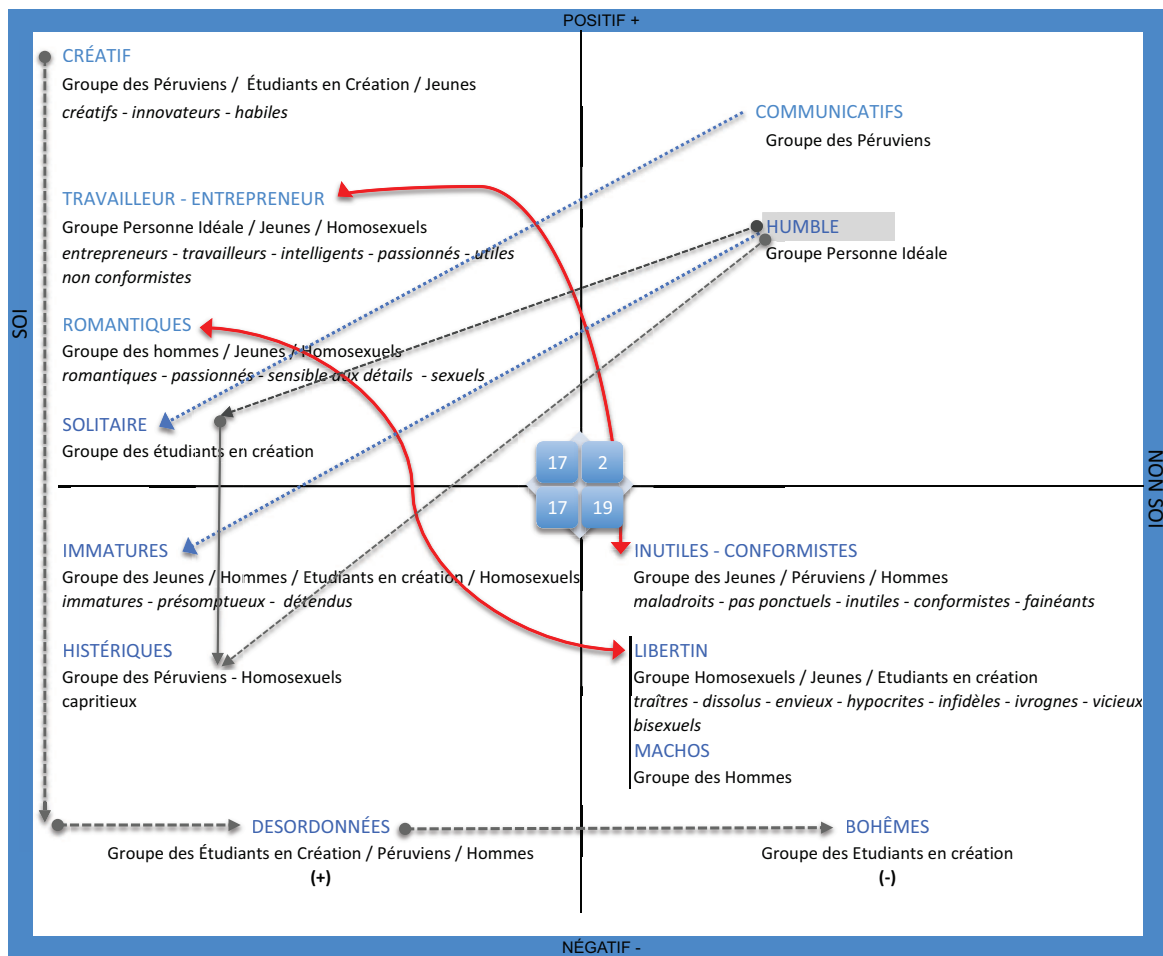 POSITIF +
SOI
CRÉATIF
Groupe des Péruviens / Étudiants en Création / Jeunes
créatifs - innovateurs - habiles
TRAVAILLEUR - ENTREPRENEUR
Groupe Personne Idéale / Jeunes / Homosexuels
entrepreneurs - travailleurs - intelligents - passionnés - utiles
non conformistes
ROMANTIQUES
Groupe des hommes / Jeunes / Homosexuels
romantiques - passionnés - sensible aux détails - sexuels
SOLITAIRE
Groupe des étudiants en création
COMMUNICATIFS
Groupe des Péruviens
HUMBLE
Groupe Personne Idéale
17 2
17 19
NON SOI
IMMATURES
Groupe des Jeunes / Hommes / Etudiants en création / Homosexuels
immatures - présomptueux - détendus
HISTÉRIQUES
Groupe des Péruviens - Homosexuels
capritieux
INUTILES - CONFORMISTES
Groupe des Jeunes / Péruviens / Hommes
maladroits - pas ponctuels - inutiles - conformistes - fainéants
LIBERTIN
Groupe Homosexuels / Jeunes / Etudiants en création
traîtres - dissolus - envieux - hypocrites - infidèles - ivrognes - vicieux
bisexuels
MACHOS
Groupe des Hommes
DESORDONNÉES
Groupe des Étudiants en Création / Péruviens / Hommes
(+)
BOHÊMES
Groupe des Etudiants en création
(-)
NÉGATIF -